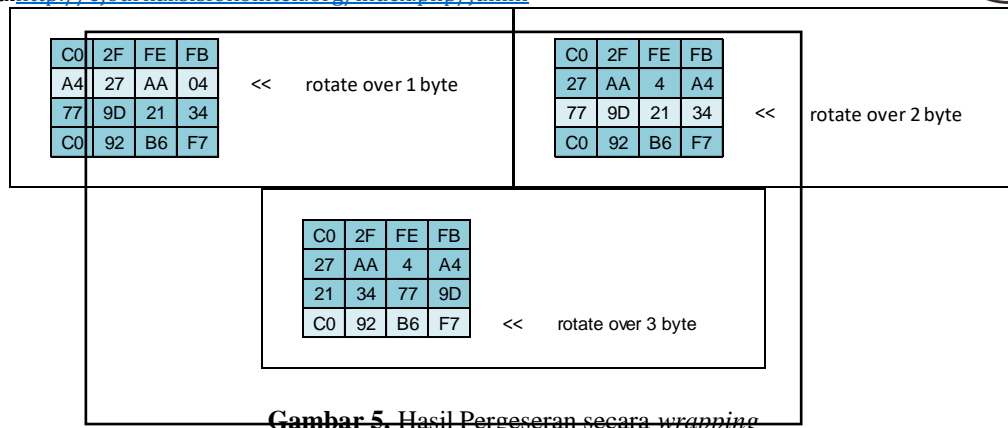 C0 2F FE FB
A4 27 AA 04 << rotate over 1 byte
77 9D 21 34
C0 92 B6 F7
C0 2F FE FB
27 AA 4 A4
77 9D 21 34 << rotate over 2 byte
C0 92 B6 F7
C0 2F FE FB
27 AA 4 A4
21 34 77 9D
C0 92 B6 F7 << rotate over 3 byte
Gambar 5. Hasil Pergeseran secara wrapping